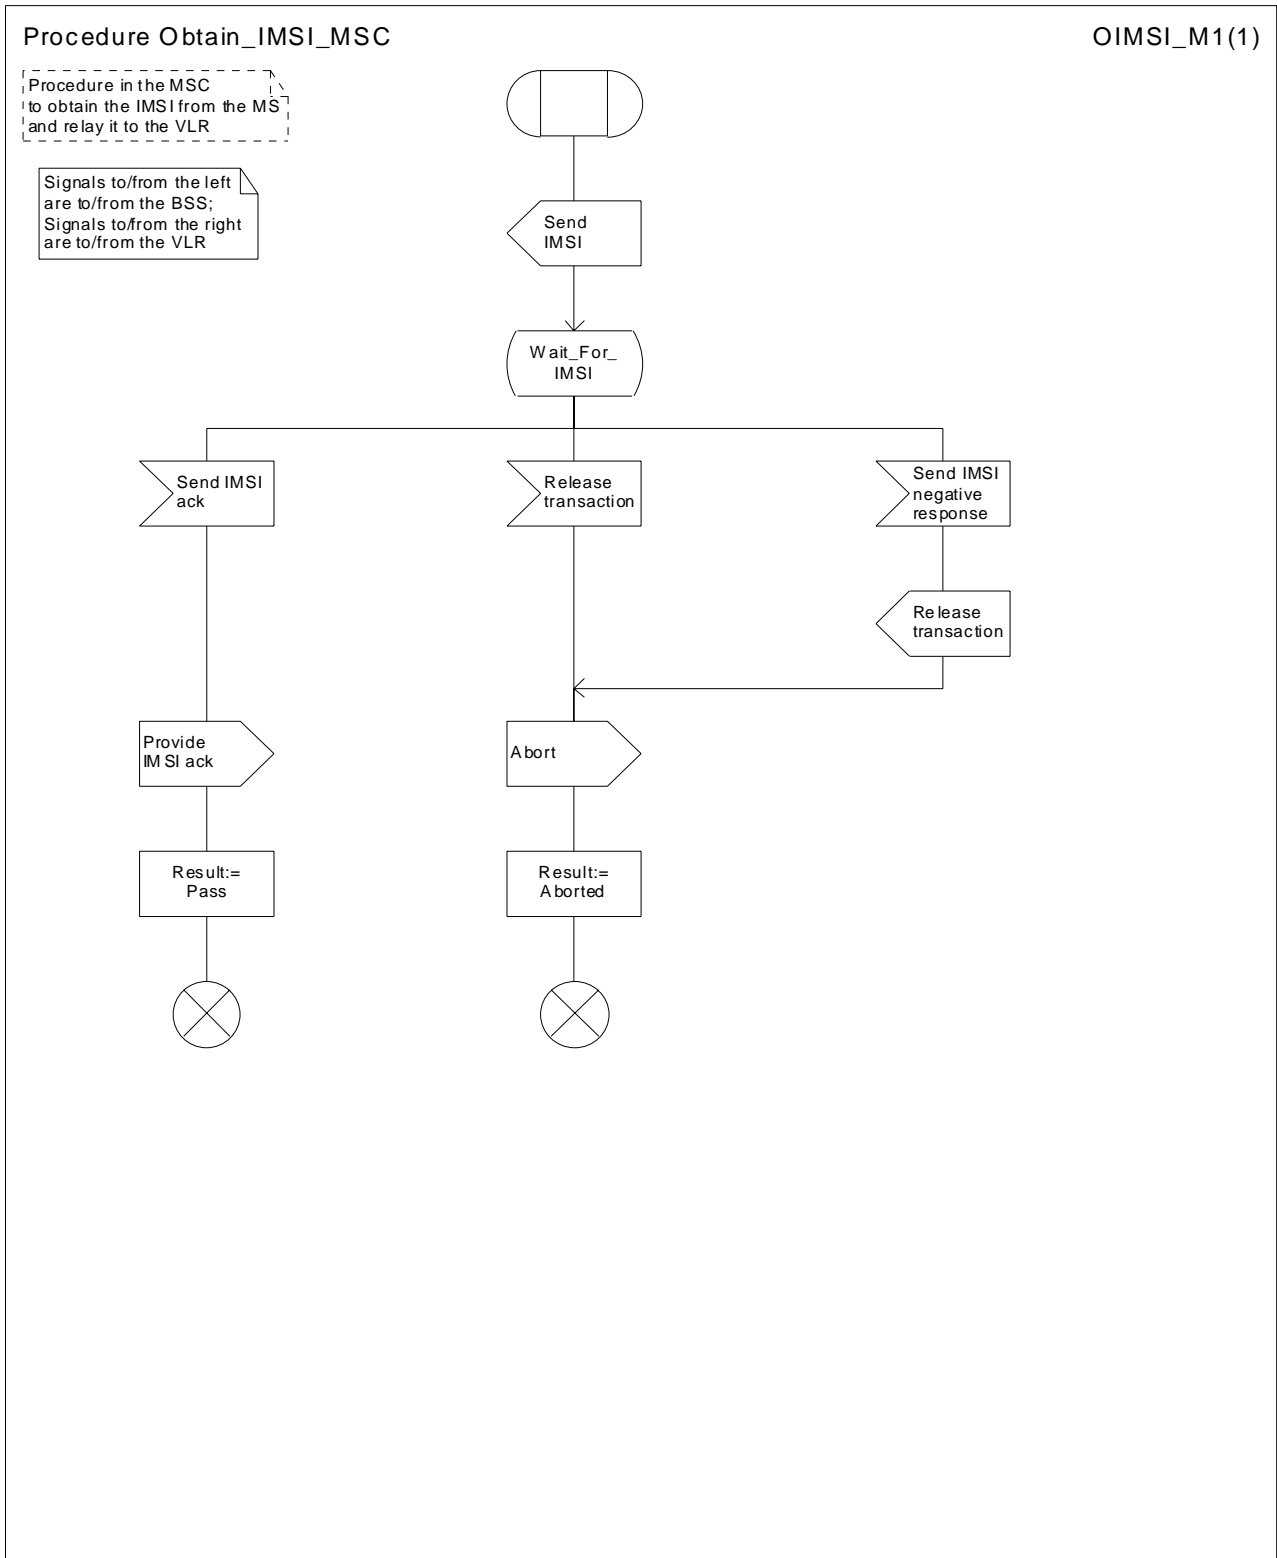 Procedure Obtain_IMSI_MSC
OIMSI_M1(1)
Procedure in the MSC
to obtain the IMSI from the MS
and relay it to the VLR
Signals to/from the left
are to/from the BSS;
Signals to/from the right
are to/from the VLR
Send
IMSI
Wait_For_
IMSI
Send IMSI
ack
Release
transaction
Send IMSI
negative
response
Release
transaction
Provide
IMSI ack
Abort
Result:=
Pass
Result:=
Aborted